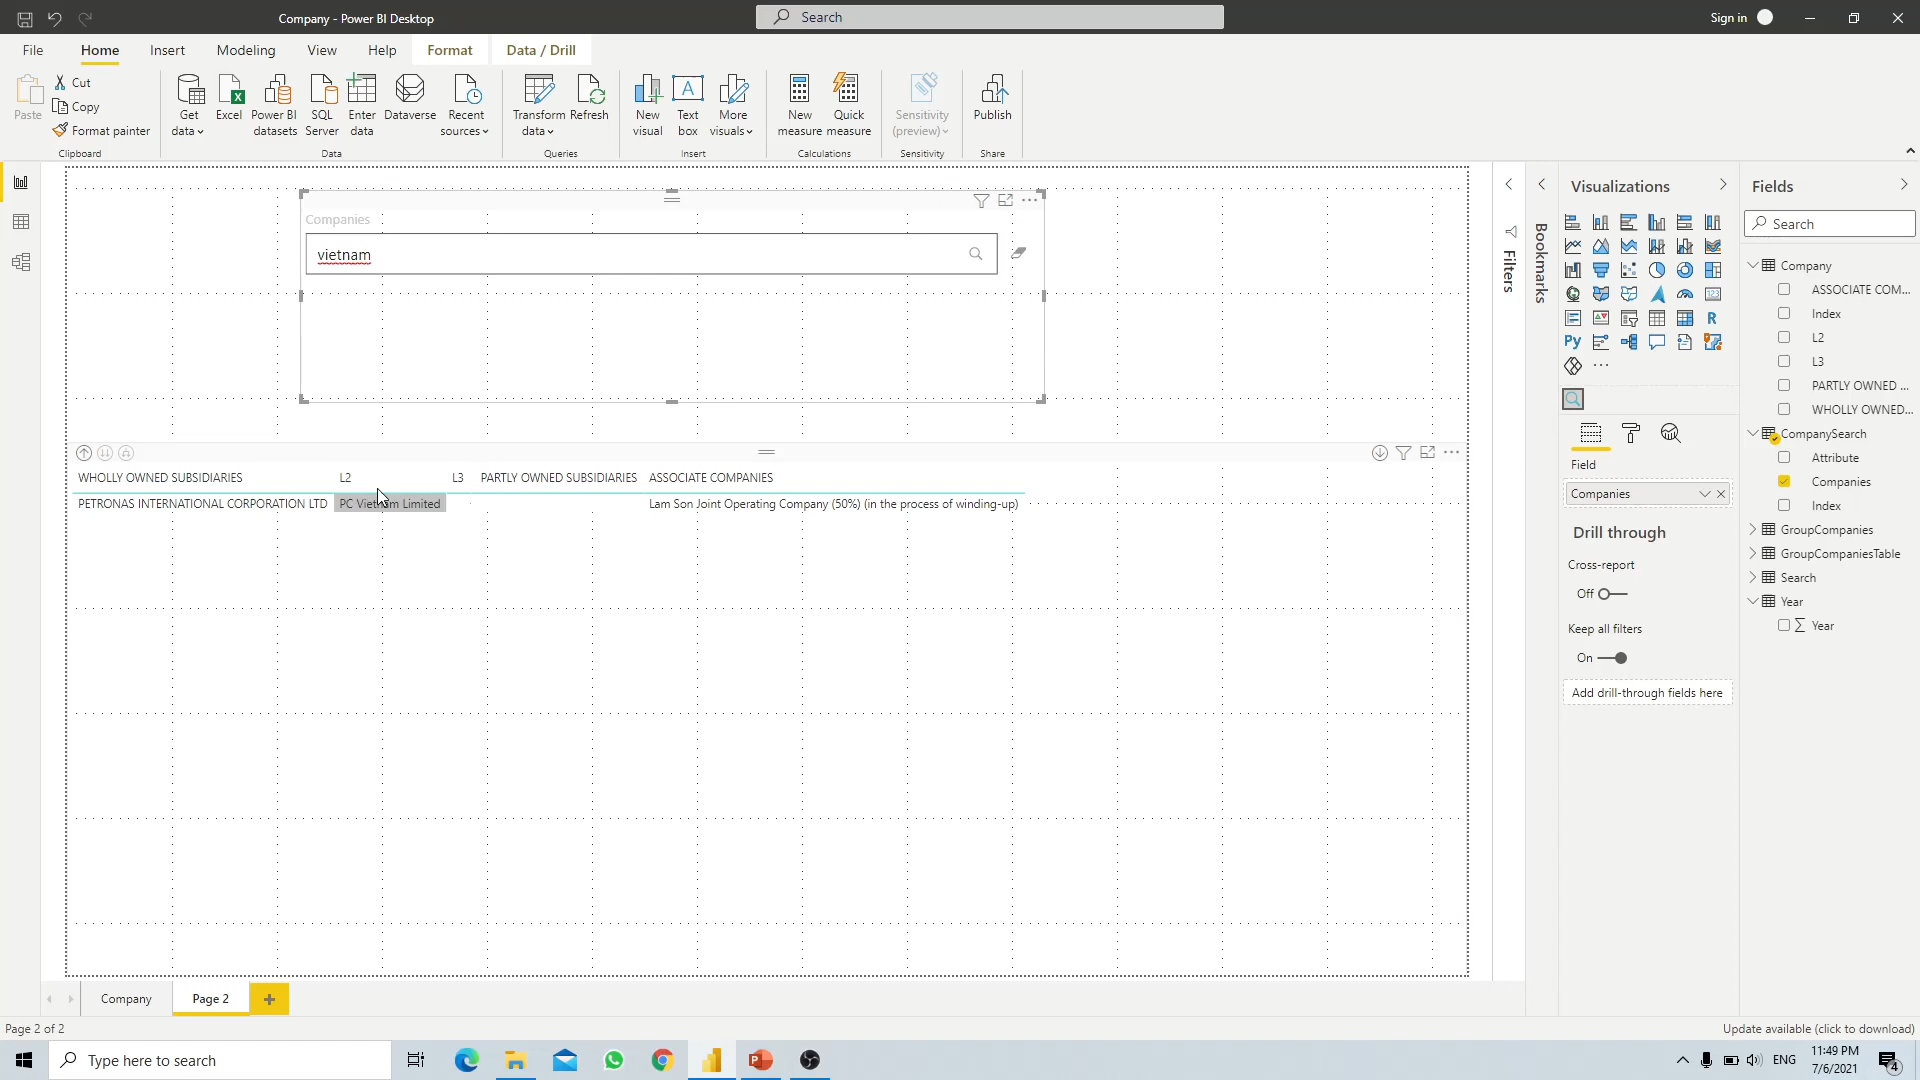 Company - Power BI Desktop
Search
Sign in
File Home Insert Modeling View Help Format Data / Drill
Paste
Cut
Copy
Format painter
Get data
Excel
Power BI datasets
SQL Server
Enter data
Dataverse
Recent sources
Transform data
Refresh
New visual
Text box
More visuals
New measure
Quick measure
Sensitivity (preview)
Publish
Clipboard Data Queries Insert Calculations Sensitivity Share
Companies
vietnam
WHOLLY OWNED SUBSIDIARIES L2 L3 PARTLY OWNED SUBSIDIARIES ASSOCIATE COMPANIES
PETRONAS INTERNATIONAL CORPORATION LTD PC Vietnam Limited Lam Son Joint Operating Company (50%) (in the process of winding-up)
Filters
Bookmarks
Visualizations
123
R
Py
Field
Companies
Drill through
Cross-report
Off
Keep all filters
On
Add drill-through fields here
Fields
Search
Company
ASSOCIATE COM...
Index
L2
L3
PARTLY OWNED ...
WHOLLY OWNED...
CompanySearch
Attribute
Companies
Index
GroupCompanies
GroupCompaniesTable
Search
Year
Year
Company Page 2
Page 2 of 2
Update available (click to download)
Type here to search
ENG
11:49 PM
7/6/2021
4